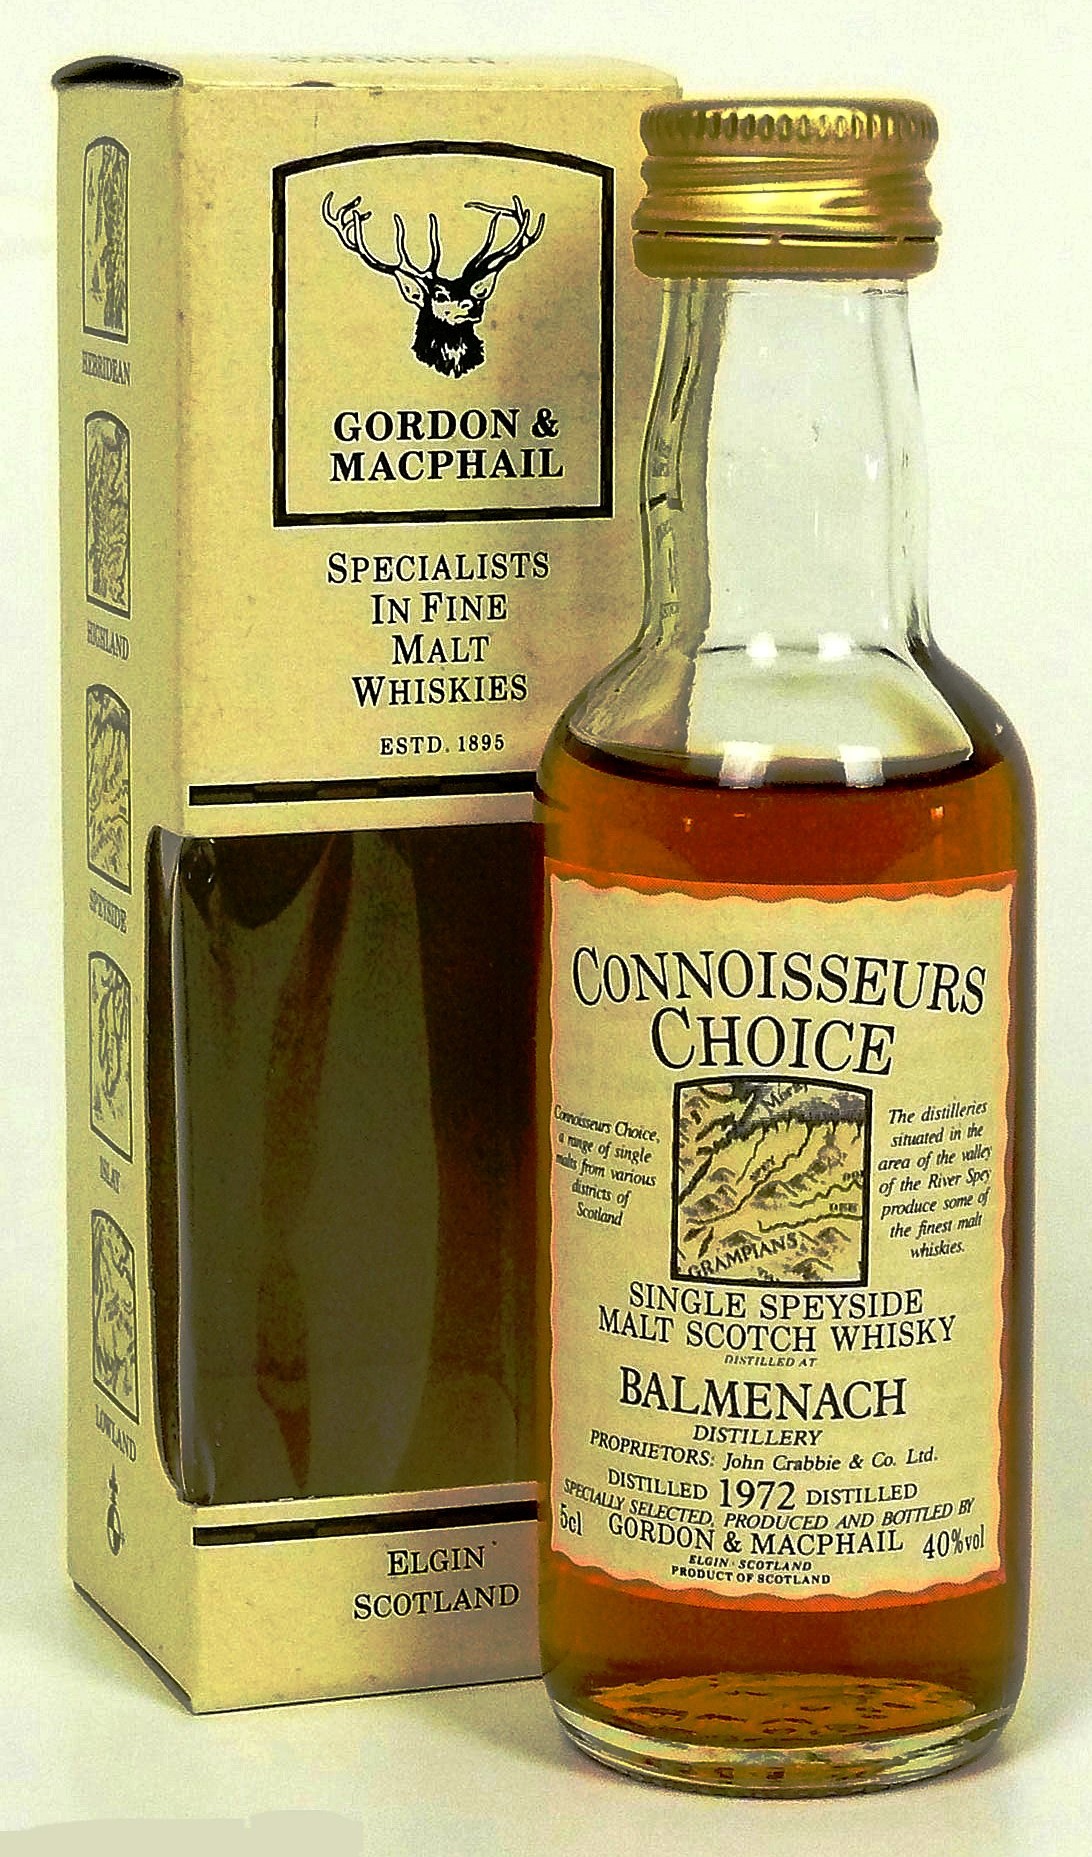 HEBRIDEAN
HIGHLAND
SPEYSIDE
ISLAY
LOWLAND
GORDON &
MACPHAIL
SPECIALISTS
IN FINE
MALT
WHISKIES
ESTD. 1895
ELGIN
SCOTLAND
CONNOISSEURS
CHOICE
Connoisseurs Choice,
a range of single
malts from various
districts of
Scotland
Moray
SPEY
DON
DEE
GRAMPIANS
The distilleries
situated in the
area of the valley
of the River Spey
produce some of
the finest malt
whiskies.
SINGLE SPEYSIDE
MALT SCOTCH WHISKY
DISTILLED AT
BALMENACH
DISTILLERY
PROPRIETORS: John Crabbie & Co. Ltd.
DISTILLED 1972 DISTILLED
SPECIALLY SELECTED, PRODUCED AND BOTTLED BY
5cl GORDON & MACPHAIL 40%vol
ELGIN · SCOTLAND
PRODUCT OF SCOTLAND